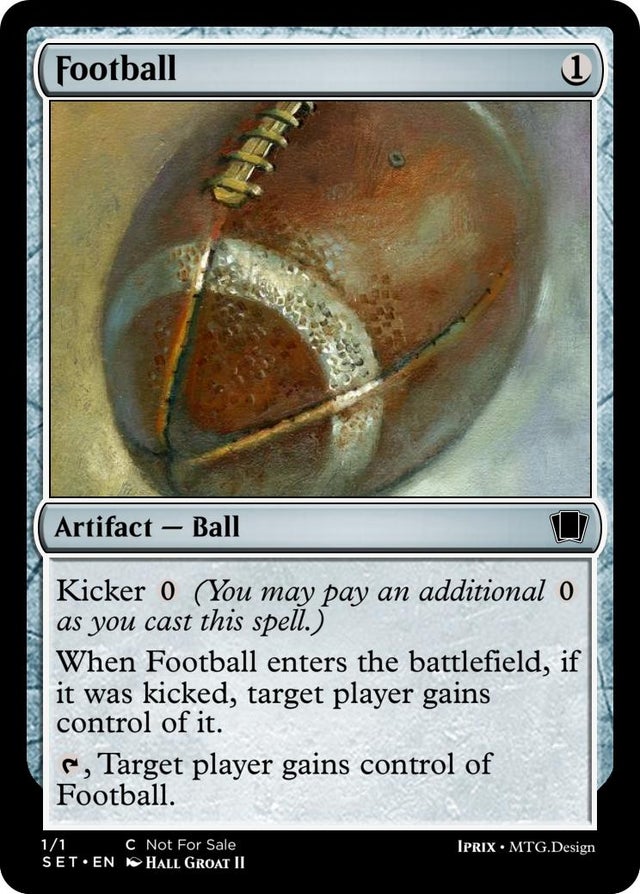 Football 1
Artifact — Ball
Kicker 0 (You may pay an additional 0
as you cast this spell.)
When Football enters the battlefield, if
it was kicked, target player gains
control of it.
, Target player gains control of
Football.
1/1 C Not For Sale
SET • EN HALL GROAT II
IPRIX • MTG.Design